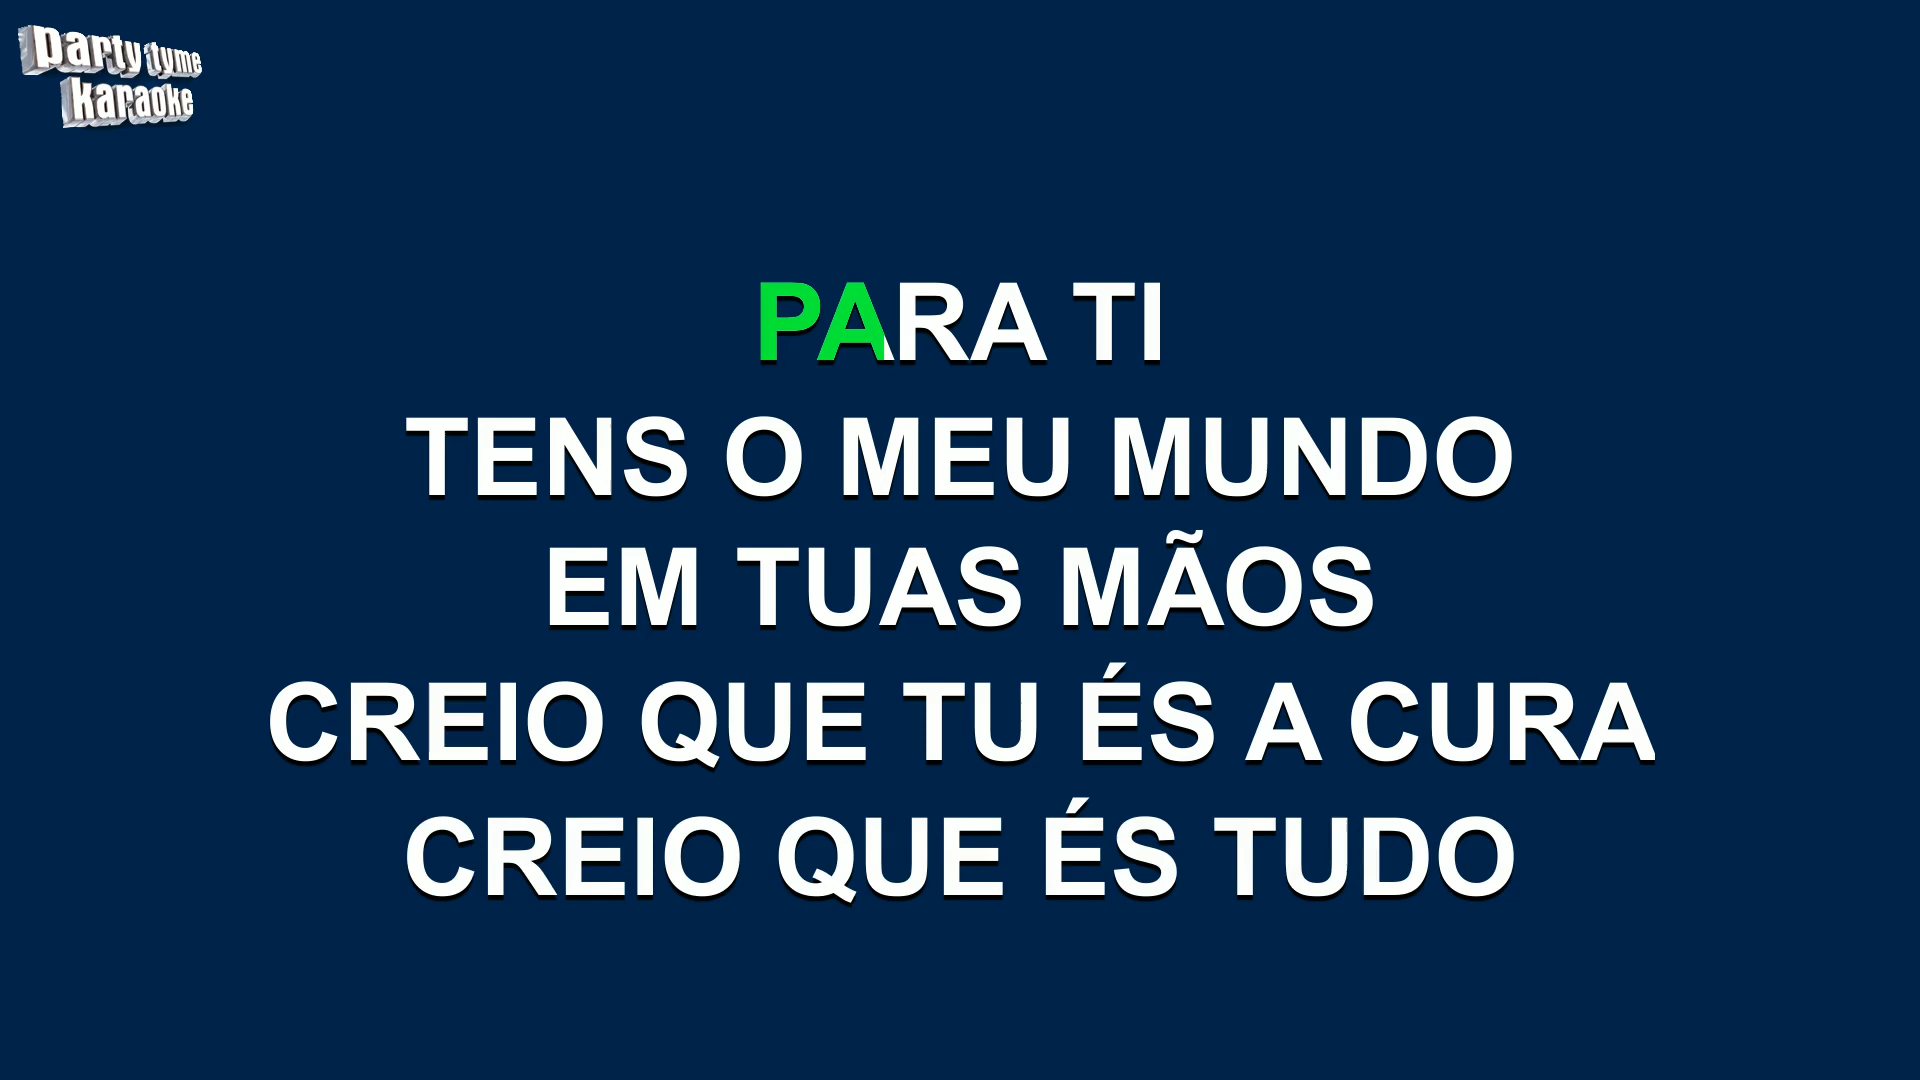 party tyme
karaoke
PARA TI
TENS O MEU MUNDO
EM TUAS MÃOS
CREIO QUE TU ÉS A CURA
CREIO QUE ÉS TUDO